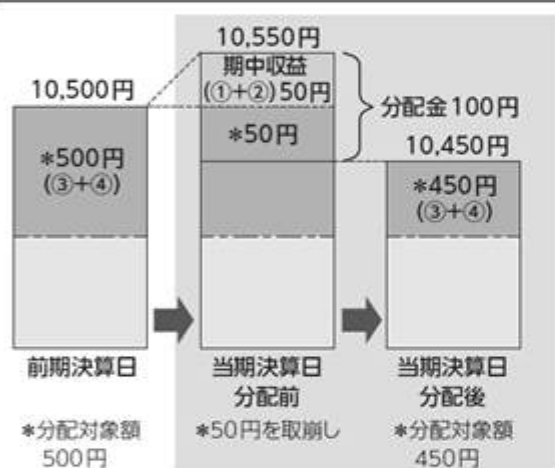 10,500円
*500円
(③+④)
前期決算日
*分配対象額
500円
10,550円
期中収益
(①+②)50円
*50円
当期決算日
分配前
*50円を取崩し
分配金100円
10,450円
*450円
(③+④)
当期決算日
分配後
*分配対象額
450円